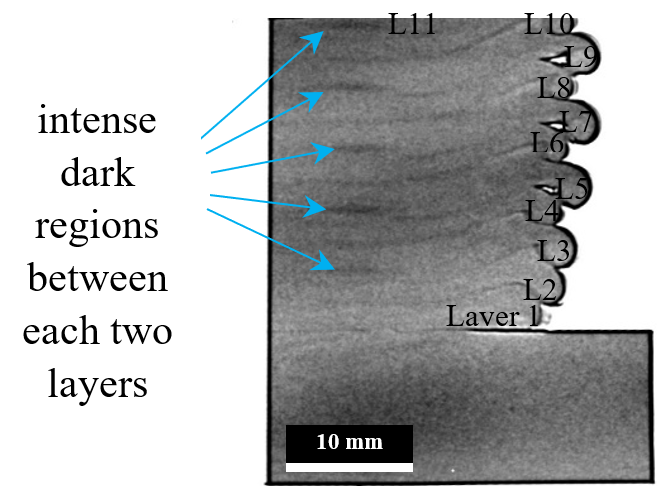 L11
L10
L9
L8
L7
L6
L5
L4
L3
L2
Layer 1
intense
dark
regions
between
each two
layers
10 mm